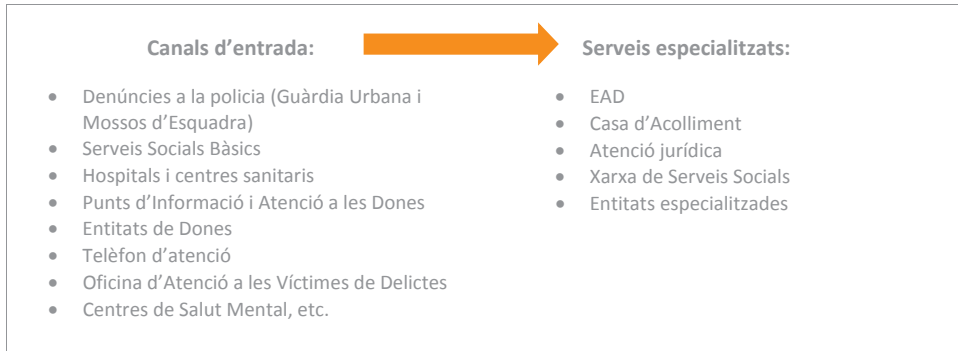 Canals d’entrada:
• Denúncies a la policia (Guàrdia Urbana i
Mossos d’Esquadra)
• Serveis Socials Bàsics
• Hospitals i centres sanitaris
• Punts d’Informació i Atenció a les Dones
• Entitats de Dones
• Telèfon d’atenció
• Oficina d’Atenció a les Víctimes de Delictes
• Centres de Salut Mental, etc.
Serveis especialitzats:
• EAD
• Casa d’Acolliment
• Atenció jurídica
• Xarxa de Serveis Socials
• Entitats especialitzades